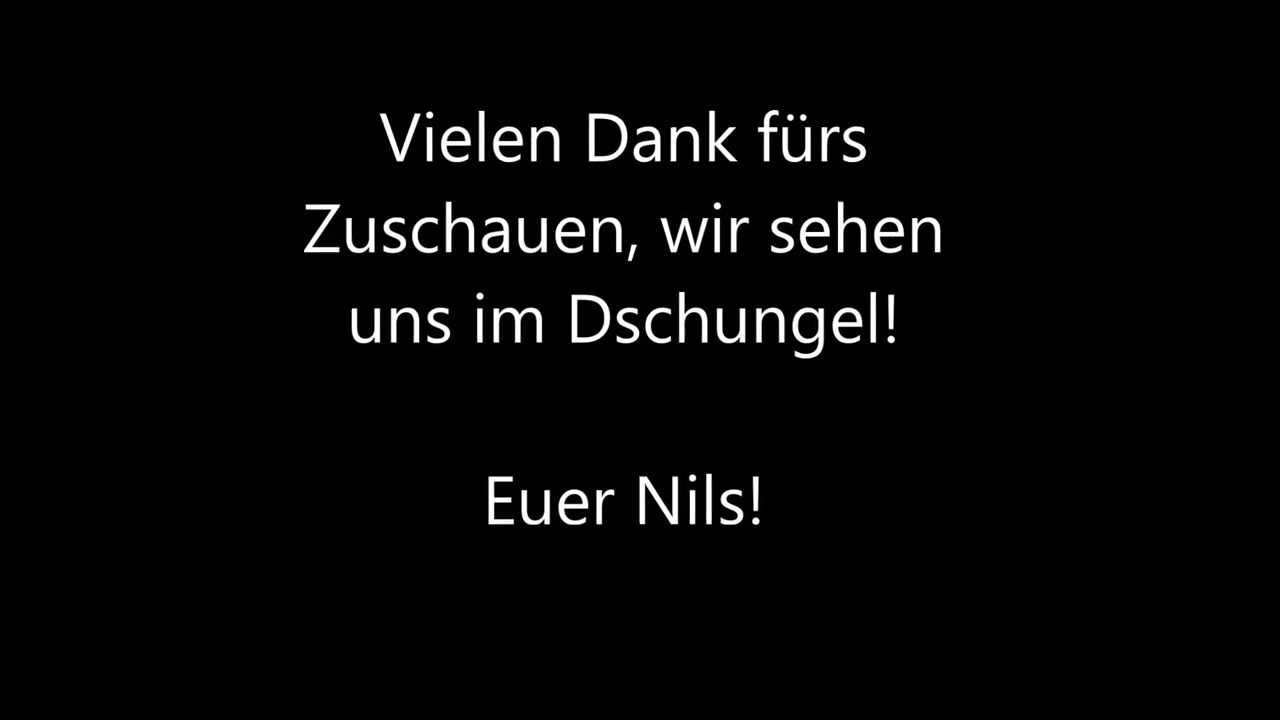 Vielen Dank fürs
Zuschauen, wir sehen
uns im Dschungel!
Euer Nils!